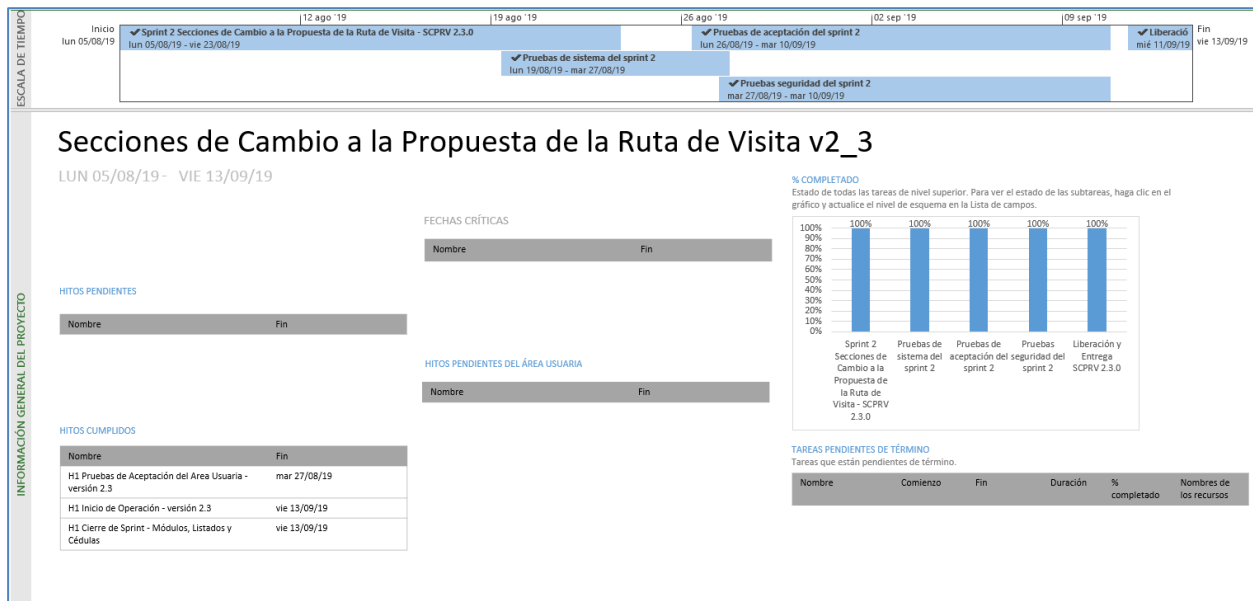 ESCALA DE TIEMPO
12 ago '19
19 ago '19
26 ago '19
02 sep '19
09 sep '19
Inicio
lun 05/08/19
Sprint 2 Secciones de Cambio a la Propuesta de la Ruta de Visita - SCPRV 2.3.0
lun 05/08/19 - vie 23/08/19
Pruebas de aceptación del sprint 2
lun 26/08/19 - mar 10/09/19
Liberació
mié 11/09/19
Fin
vie 13/09/19
Pruebas de sistema del sprint 2
lun 19/08/19 - mar 27/08/19
Pruebas seguridad del sprint 2
mar 27/08/19 - mar 10/09/19
INFORMACIÓN GENERAL DEL PROYECTO
Secciones de Cambio a la Propuesta de la Ruta de Visita v2_3
LUN 05/08/19 - VIE 13/09/19
FECHAS CRÍTICAS
Nombre Fin
HITOS PENDIENTES
Nombre Fin
HITOS PENDIENTES DEL ÁREA USUARIA
Nombre Fin
HITOS CUMPLIDOS
Nombre Fin
H1 Pruebas de Aceptación del Area Usuaria - mar 27/08/19
versión 2.3
H1 Inicio de Operación - versión 2.3 vie 13/09/19
H1 Cierre de Sprint - Módulos, Listados y vie 13/09/19
Cédulas
% COMPLETADO
Estado de todas las tareas de nivel superior. Para ver el estado de las subtareas, haga clic en el
gráfico y actualice el nivel de esquema en la Lista de campos.
100% 100% 100% 100% 100%
100%
90%
80%
70%
60%
50%
40%
30%
20%
10%
0%
Sprint 2
Secciones de
Cambio a la
Propuesta de
la Ruta de
Visita - SCPRV
2.3.0
Pruebas de
sistema del
sprint 2
Pruebas de
aceptación del
sprint 2
Pruebas
seguridad del
sprint 2
Liberación y
Entrega
SCPRV 2.3.0
TAREAS PENDIENTES DE TÉRMINO
Tareas que están pendientes de término.
Nombre Comienzo Fin Duración % Nombres de
completado los recursos